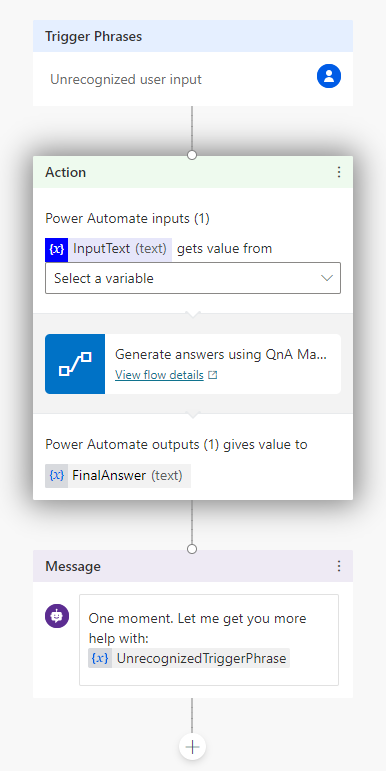 Trigger Phrases
Unrecognized user input
Action
Power Automate inputs (1)
{x} InputText (text) gets value from
Select a variable
Generate answers using QnA Ma...
View flow details
Power Automate outputs (1) gives value to
{x} FinalAnswer (text)
Message
One moment. Let me get you more
help with:
{x} UnrecognizedTriggerPhrase